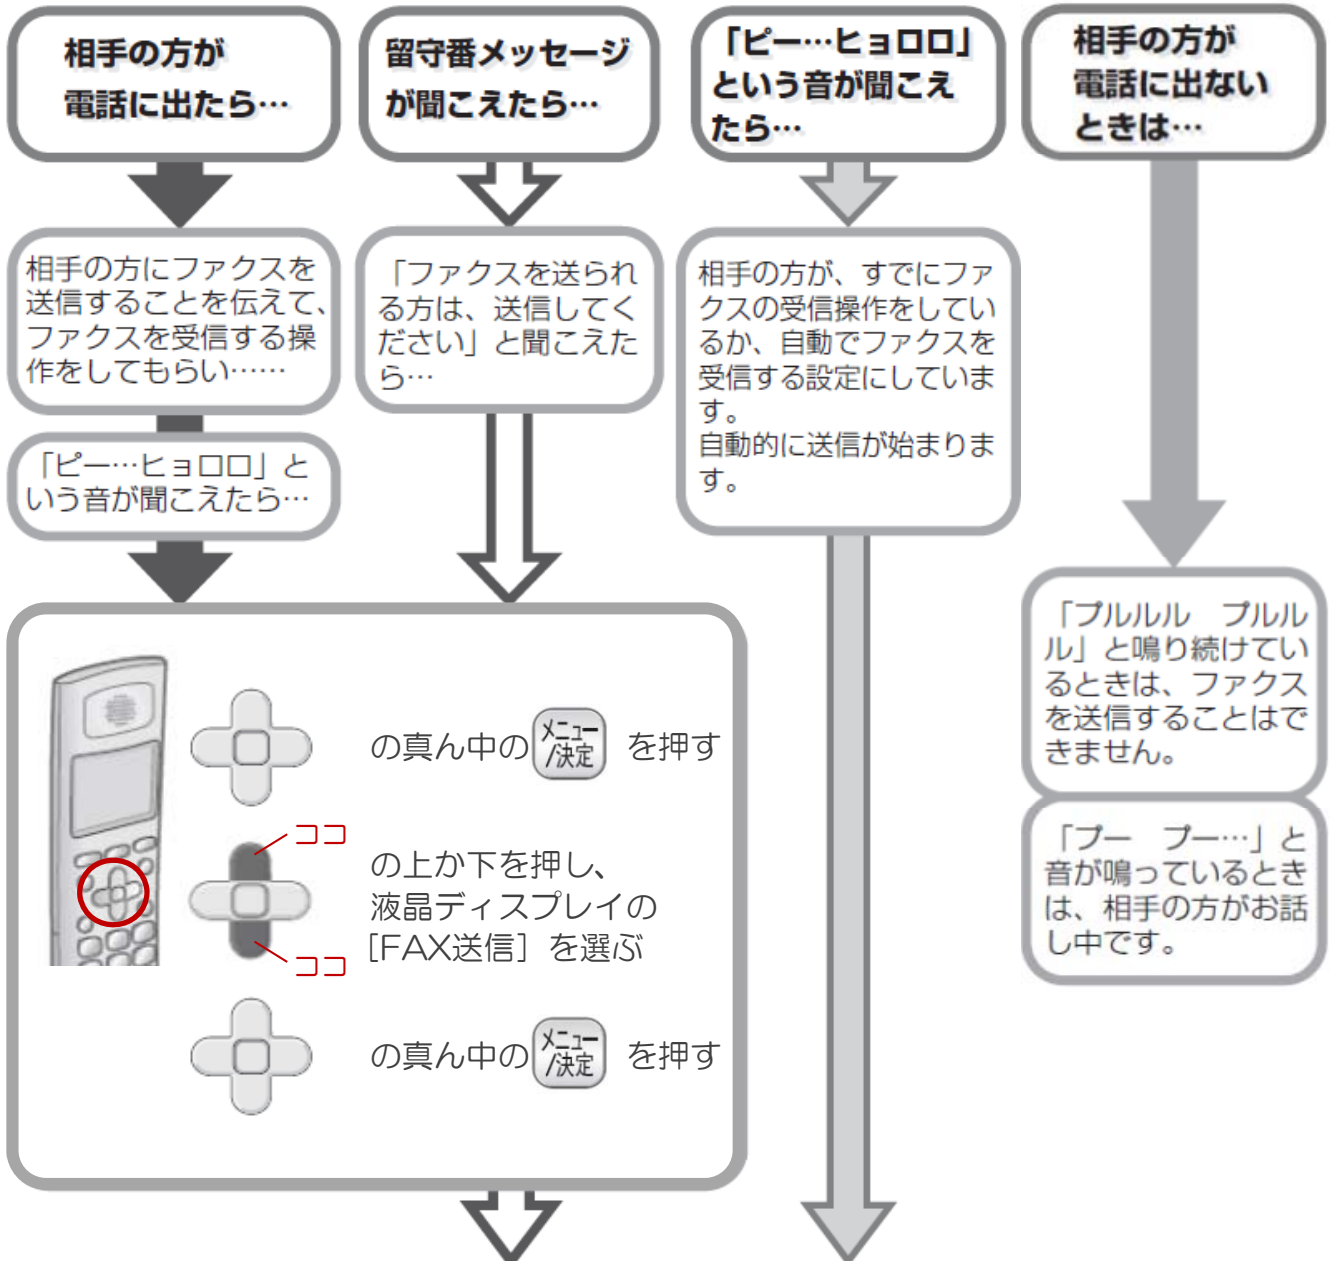 相手の方が
電話に出たら…
留守番メッセージ
が聞こえたら…
「ピー…ヒョロロ」
という音が聞こえ
たら…
相手の方が
電話に出ない
ときは…
相手の方にファクスを
送信することを伝えて、
ファクスを受信する操
作をしてもらい……
「ピー…ヒョロロ」と
いう音が聞こえたら…
「ファクスを送られ
る方は、送信してく
ださい」と聞こえた
ら…
相手の方が、すでにファ
クスの受信操作をしてい
るか、自動でファクスを
受信する設定にしていま
す。
自動的に送信が始まりま
す。
「プルルル　プルル
ル」と鳴り続けてい
るときは、ファクス
を送信することはで
きません。
「プー　プー…」と
音が鳴っているとき
は、相手の方がお話
し中です。
の真ん中の メニュー/決定 を押す
ココ
の上か下を押し、
液晶ディスプレイの
[FAX送信] を選ぶ
ココ
の真ん中の メニュー/決定 を押す